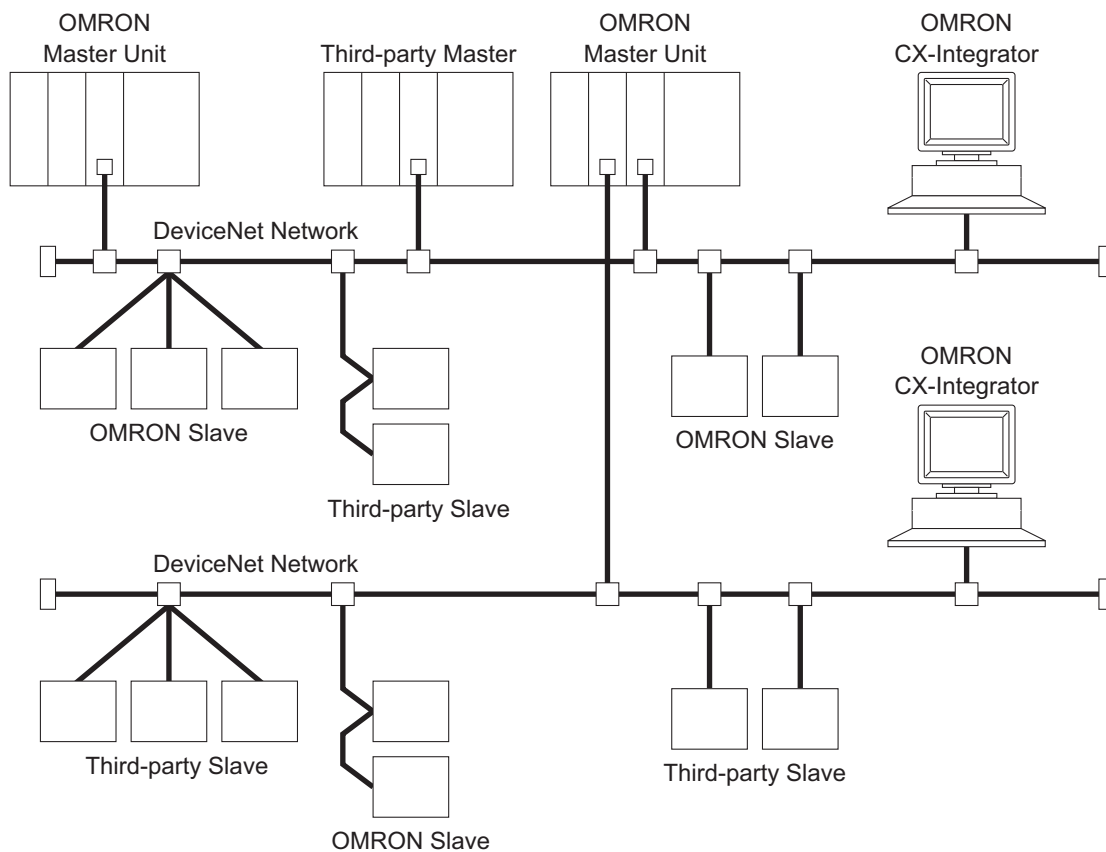 OMRON
Master Unit
Third-party Master
OMRON
Master Unit
OMRON
CX-Integrator
DeviceNet Network
OMRON Slave
Third-party Slave
OMRON Slave
OMRON
CX-Integrator
DeviceNet Network
Third-party Slave
OMRON Slave
Third-party Slave